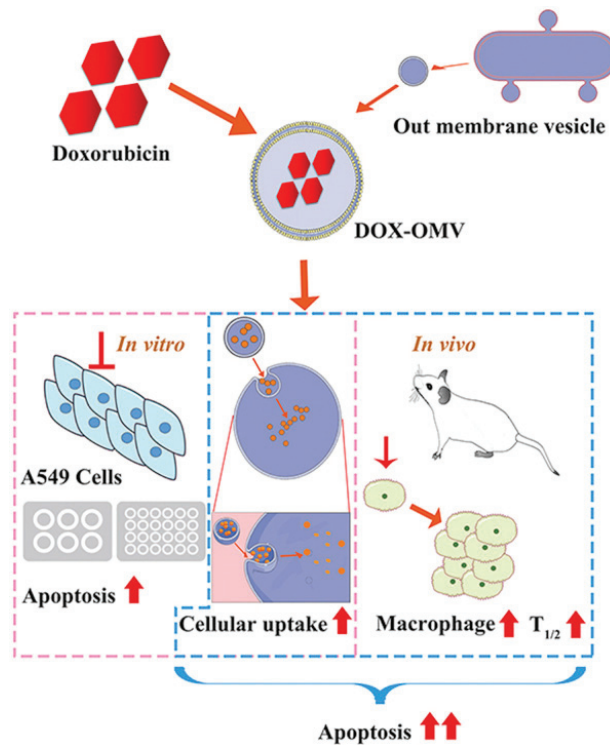 Doxorubicin
Out membrane vesicle
DOX-OMV
In vitro
In vivo
A549 Cells
Apoptosis
Cellular uptake
Macrophage
T1/2
Apoptosis